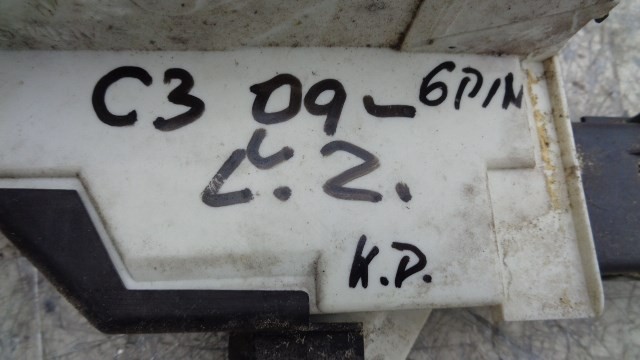 C3 09- 6PIN
Ľ. Z.
K.D.